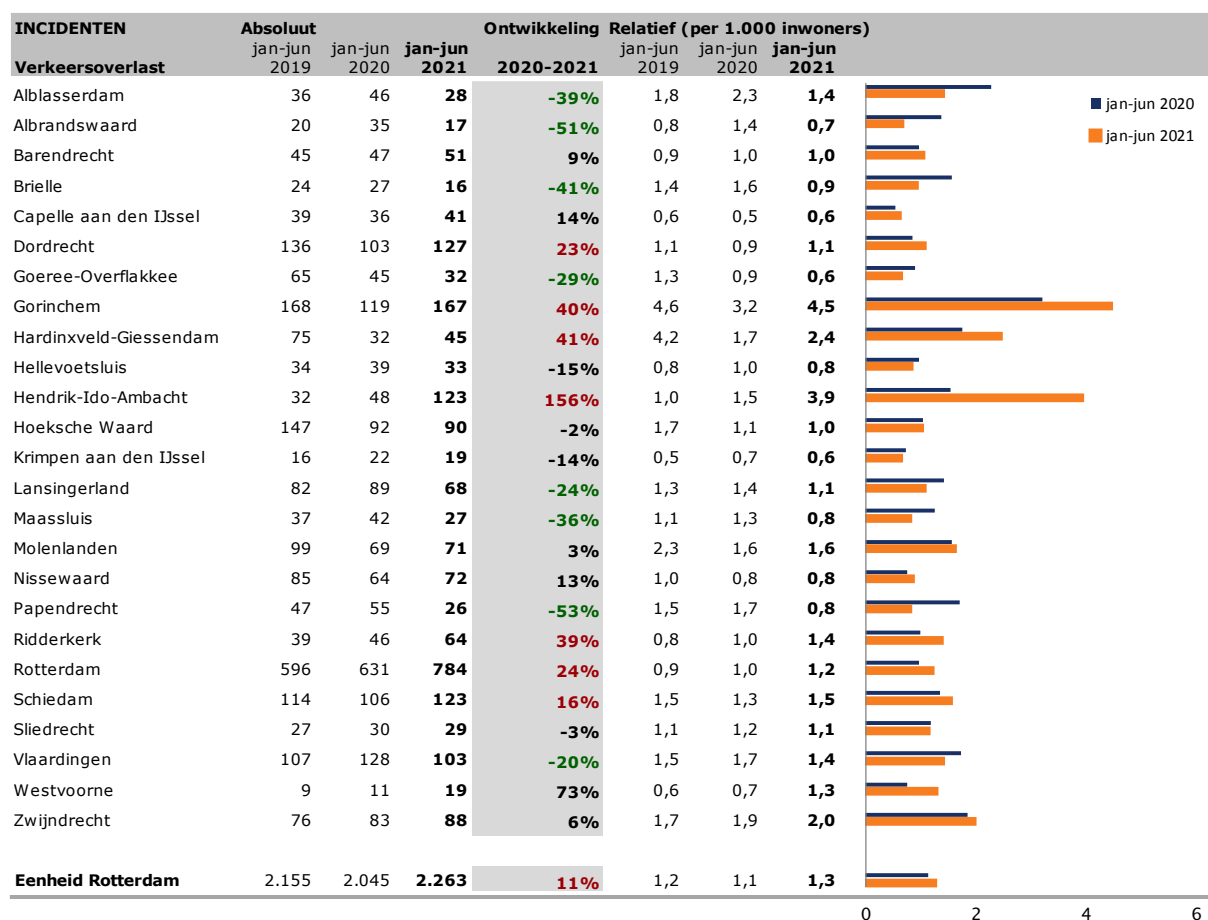 INCIDENTEN Absoluut Ontwikkeling Relatief (per 1.000 inwoners)
jan-jun jan-jun jan-jun jan-jun jan-jun jan-jun
Verkeersoverlast 2019 2020 2021 2020-2021 2019 2020 2021
Alblasserdam 36 46 28 -39% 1,8 2,3 1,4
jan-jun 2020
Albrandswaard 20 35 17 -51% 0,8 1,4 0,7
jan-jun 2021
Barendrecht 45 47 51 9% 0,9 1,0 1,0
Brielle 24 27 16 -41% 1,4 1,6 0,9
Capelle aan den IJssel 39 36 41 14% 0,6 0,5 0,6
Dordrecht 136 103 127 23% 1,1 0,9 1,1
Goeree-Overflakkee 65 45 32 -29% 1,3 0,9 0,6
Gorinchem 168 119 167 40% 4,6 3,2 4,5
Hardinxveld-Giessendam 75 32 45 41% 4,2 1,7 2,4
Hellevoetsluis 34 39 33 -15% 0,8 1,0 0,8
Hendrik-Ido-Ambacht 32 48 123 156% 1,0 1,5 3,9
Hoeksche Waard 147 92 90 -2% 1,7 1,1 1,0
Krimpen aan den IJssel 16 22 19 -14% 0,5 0,7 0,6
Lansingerland 82 89 68 -24% 1,3 1,4 1,1
Maassluis 37 42 27 -36% 1,1 1,3 0,8
Molenlanden 99 69 71 3% 2,3 1,6 1,6
Nissewaard 85 64 72 13% 1,0 0,8 0,8
Papendrecht 47 55 26 -53% 1,5 1,7 0,8
Ridderkerk 39 46 64 39% 0,8 1,0 1,4
Rotterdam 596 631 784 24% 0,9 1,0 1,2
Schiedam 114 106 123 16% 1,5 1,3 1,5
Sliedrecht 27 30 29 -3% 1,1 1,2 1,1
Vlaardingen 107 128 103 -20% 1,5 1,7 1,4
Westvoorne 9 11 19 73% 0,6 0,7 1,3
Zwijndrecht 76 83 88 6% 1,7 1,9 2,0
Eenheid Rotterdam 2.155 2.045 2.263 11% 1,2 1,1 1,3
0 2 4 6